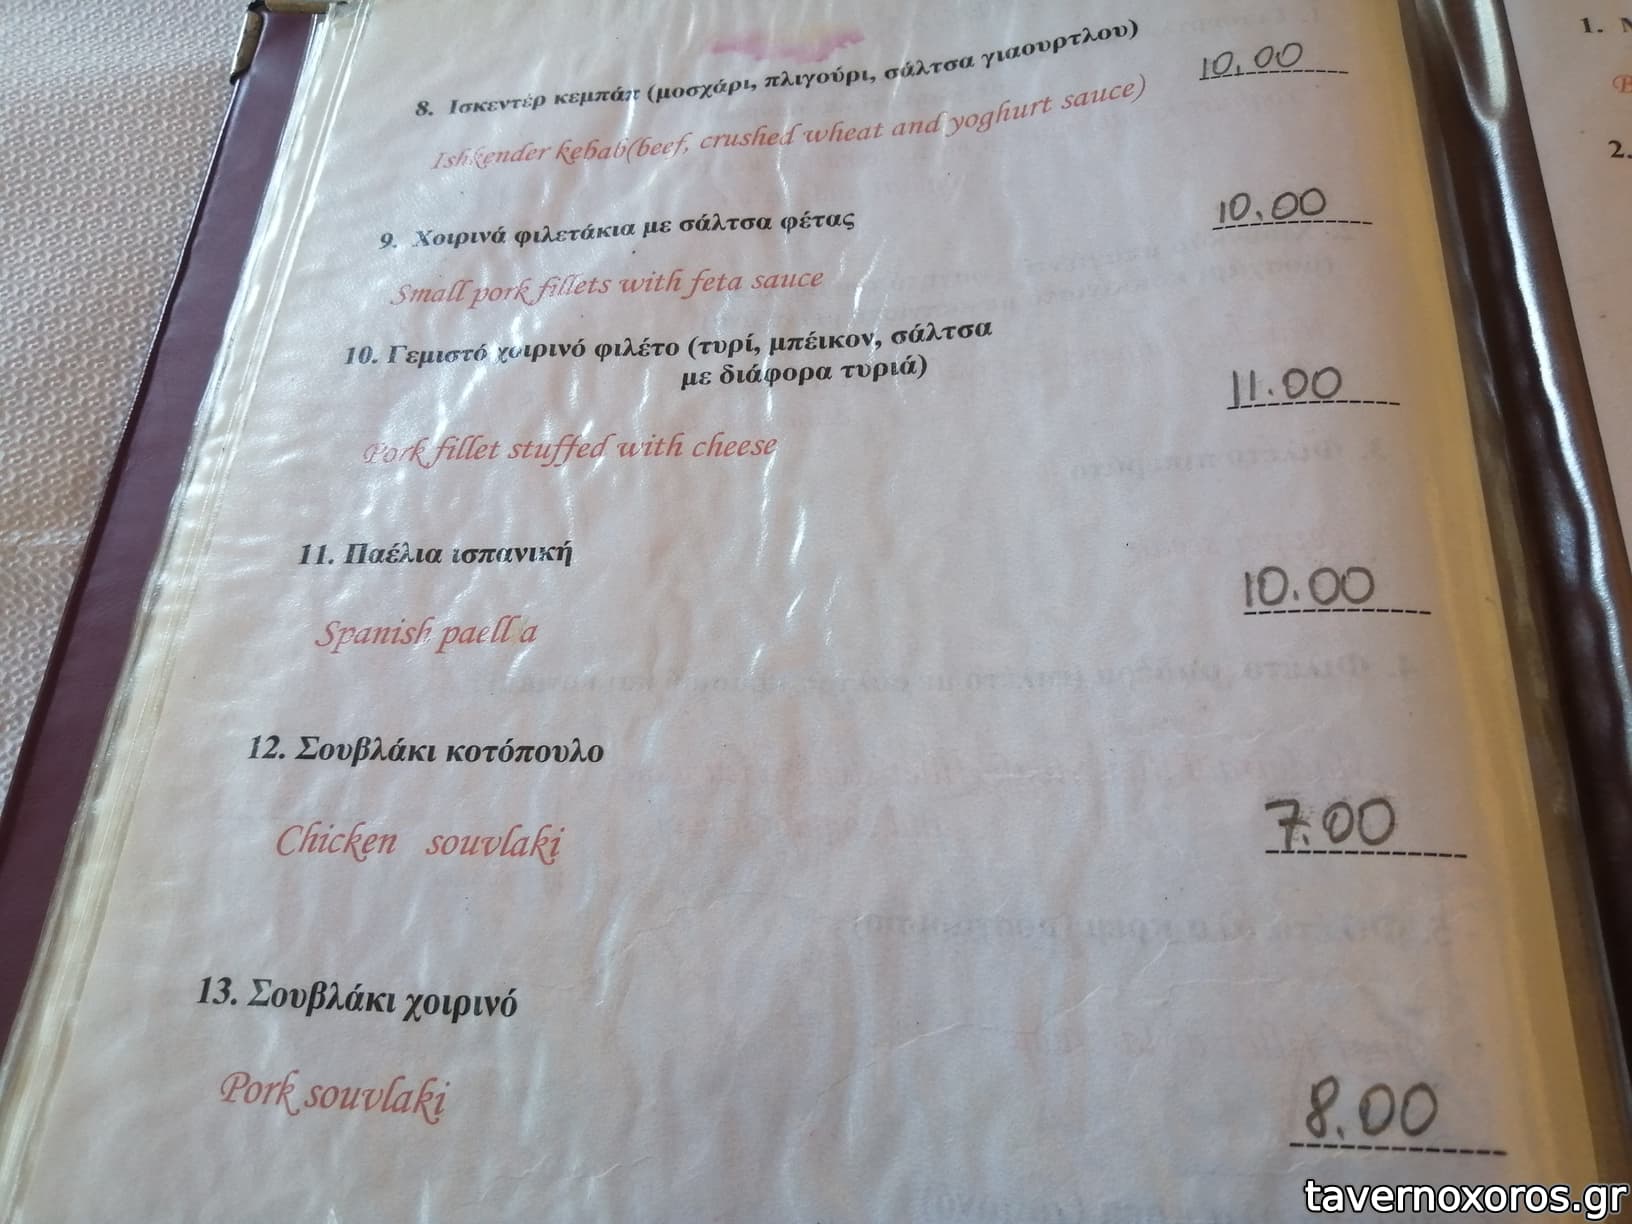 8. Ισκεντέρ κεμπάπ (μοσχάρι, πλιγούρι, σάλτσα γιαουρτλου)
10.00
Ishkender kebab(beef, crushed wheat and yoghurt sauce)
9. Χοιρινά φιλετάκια με σάλτσα φέτας
10.00
Small pork fillets with feta sauce
10. Γεμιστό χοιρινό φιλέτο (τυρί, μπέικον, σάλτσα
με διάφορα τυριά)
11.00
Pork fillet stuffed with cheese
11. Παέλια ισπανική
10.00
Spanish paella
12. Σουβλάκι κοτόπουλο
7.00
Chicken souvlaki
13. Σουβλάκι χοιρινό
8.00
Pork souvlaki
1.
2.
tavernoxoros.gr